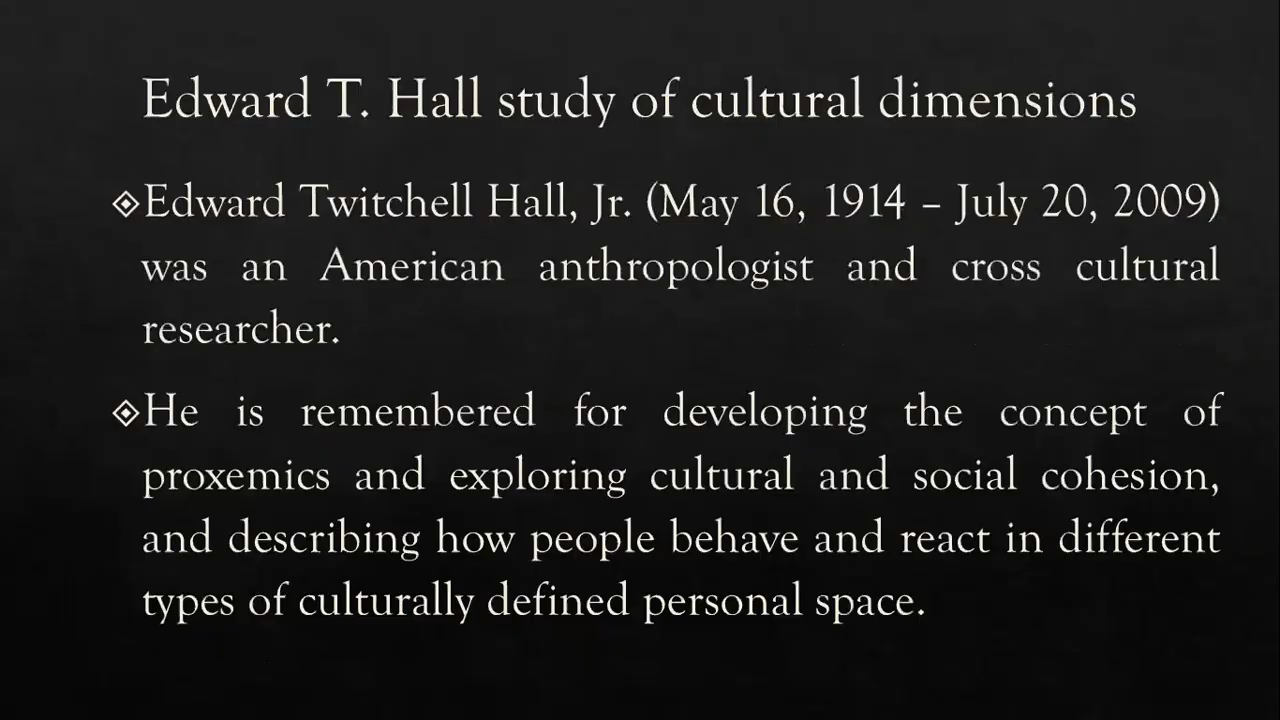 Edward T. Hall study of cultural dimensions
Edward Twitchell Hall, Jr. (May 16, 1914 – July 20, 2009)
was an American anthropologist and cross cultural
researcher.
He is remembered for developing the concept of
proxemics and exploring cultural and social cohesion,
and describing how people behave and react in different
types of culturally defined personal space.